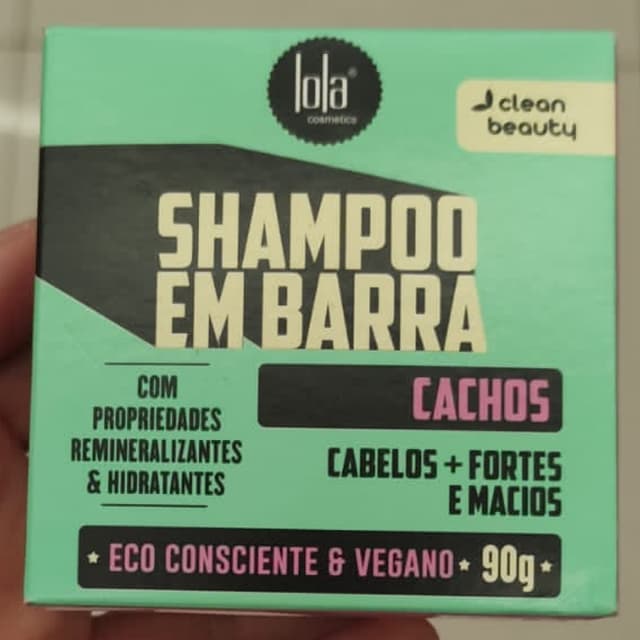 lola®
cosmetics
clean
beauty
SHAMPOO
EM BARRA
COM
PROPRIEDADES
REMINERALIZANTES
& HIDRATANTES
CACHOS
CABELOS + FORTES
E MACIOS
★ ECO CONSCIENTE & VEGANO ★ 90g ★